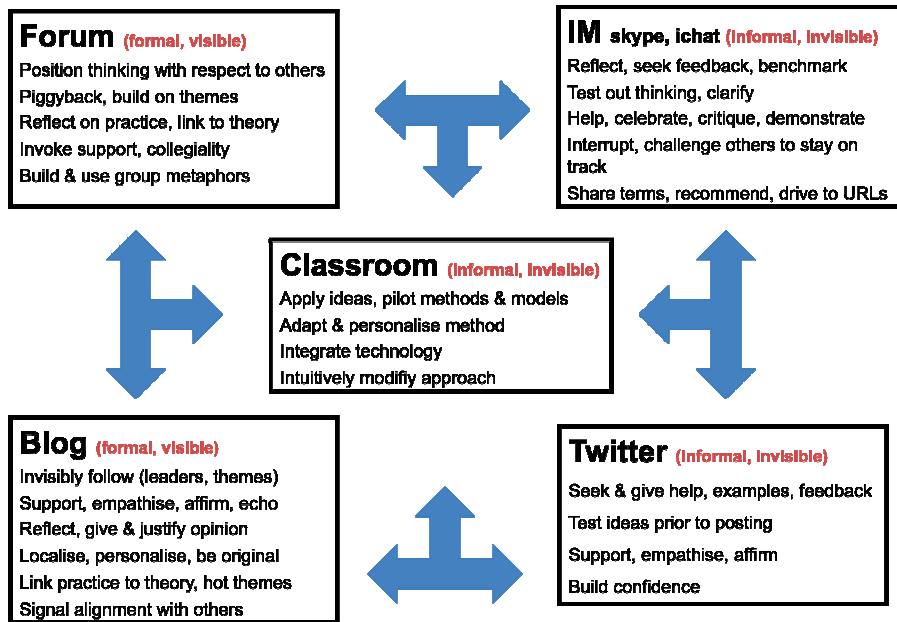 Forum (formal, visible)
Position thinking with respect to others
Piggyback, build on themes
Reflect on practice, link to theory
Invoke support, collegiality
Build & use group metaphors
IM skype, ichat (informal, invisible)
Reflect, seek feedback, benchmark
Test out thinking, clarify
Help, celebrate, critique, demonstrate
Interrupt, challenge others to stay on
track
Share terms, recommend, drive to URLs
Classroom (informal, invisible)
Apply ideas, pilot methods & models
Adapt & personalise method
Integrate technology
Intuitively modifiy approach
Blog (formal, visible)
Invisibly follow (leaders, themes)
Support, empathise, affirm, echo
Reflect, give & justify opinion
Localise, personalise, be original
Link practice to theory, hot themes
Signal alignment with others
Twitter (informal, invisible)
Seek & give help, examples, feedback
Test ideas prior to posting
Support, empathise, affirm
Build confidence